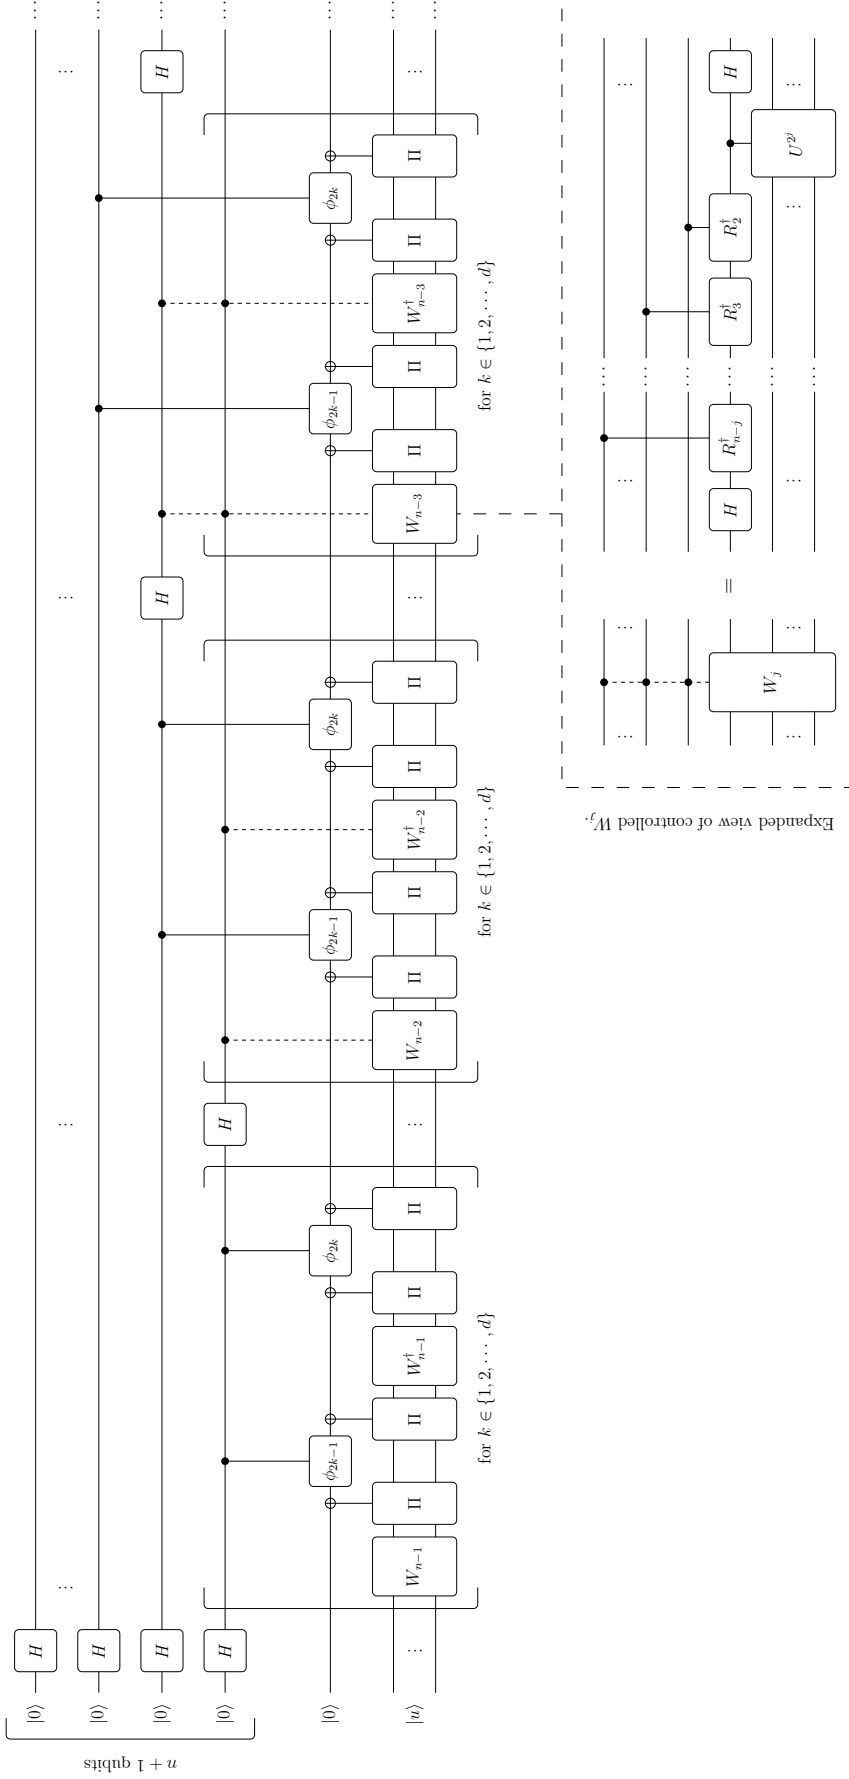 n + 1 qubits
|0⟩ H ⋯
⋮ ⋮ ⋮ ⋮
|0⟩ H ⋯
|0⟩ H H H ⋯
|0⟩ H H ⋯
|0⟩ ϕ_{2k−1} ϕ_{2k} ϕ_{2k−1} ϕ_{2k} ϕ_{2k−1} ϕ_{2k} ⋯
|u⟩ ⋮ W_{n−1} Π Π W^†_{n−1} Π Π ⋮ W_{n−2} Π Π W^†_{n−2} Π Π ⋮ W_{n−3} Π Π W^†_{n−3} Π Π ⋮ ⋯
for k ∈ {1, 2, ⋯ , d} for k ∈ {1, 2, ⋯ , d} for k ∈ {1, 2, ⋯ , d}
Expanded view of controlled W_j.
W_j = H R^†_{n−j} ⋯ R^†_3 R^†_2 U^{2^j} H